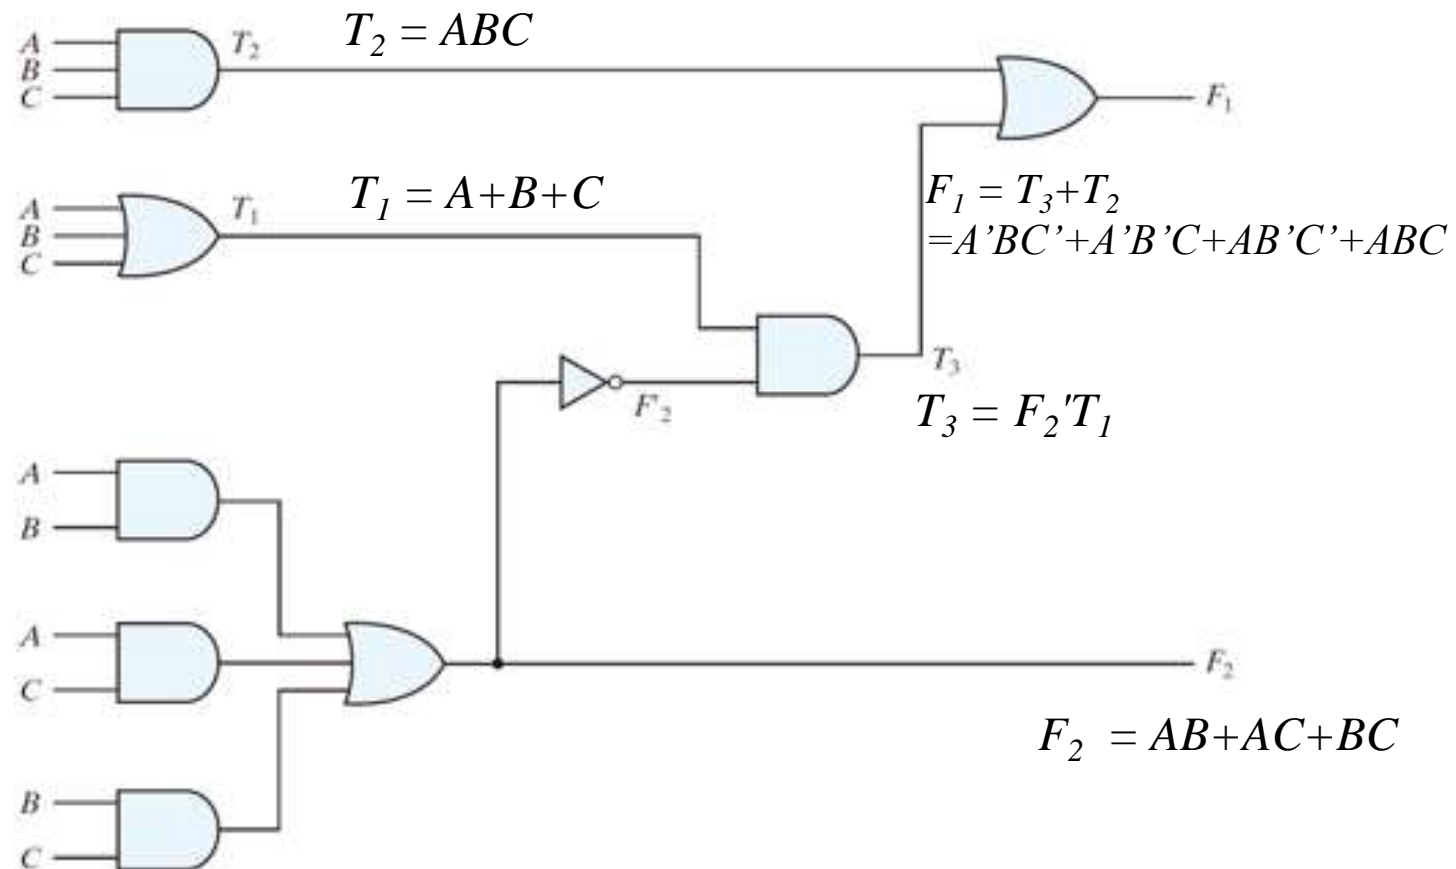 A
B
C
T₂
T₂ = ABC
F₁
A
B
C
T₁
T₁ = A+B+C
F₁ = T₃+T₂
=A’BC’+A’B’C+AB’C’+ABC
F'₂
T₃
T₃ = F₂'T₁
A
B
A
C
F₂
F₂ = AB+AC+BC
B
C